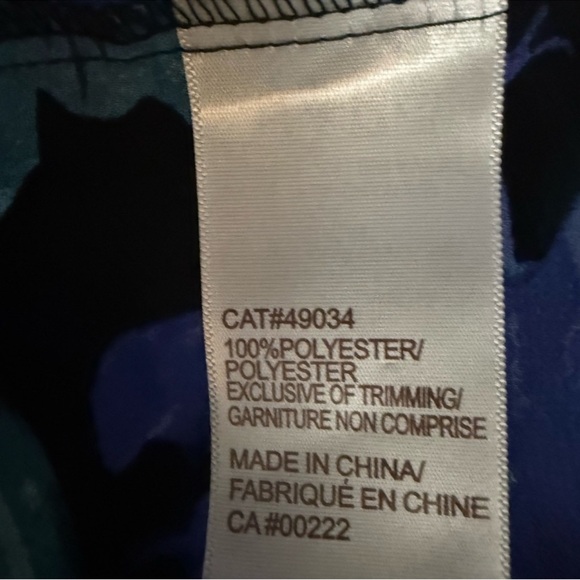 CAT#49034
100%POLYESTER/
POLYESTER
EXCLUSIVE OF TRIMMING/
GARNITURE NON COMPRISE
MADE IN CHINA/
FABRIQUÉ EN CHINE
CA#00222